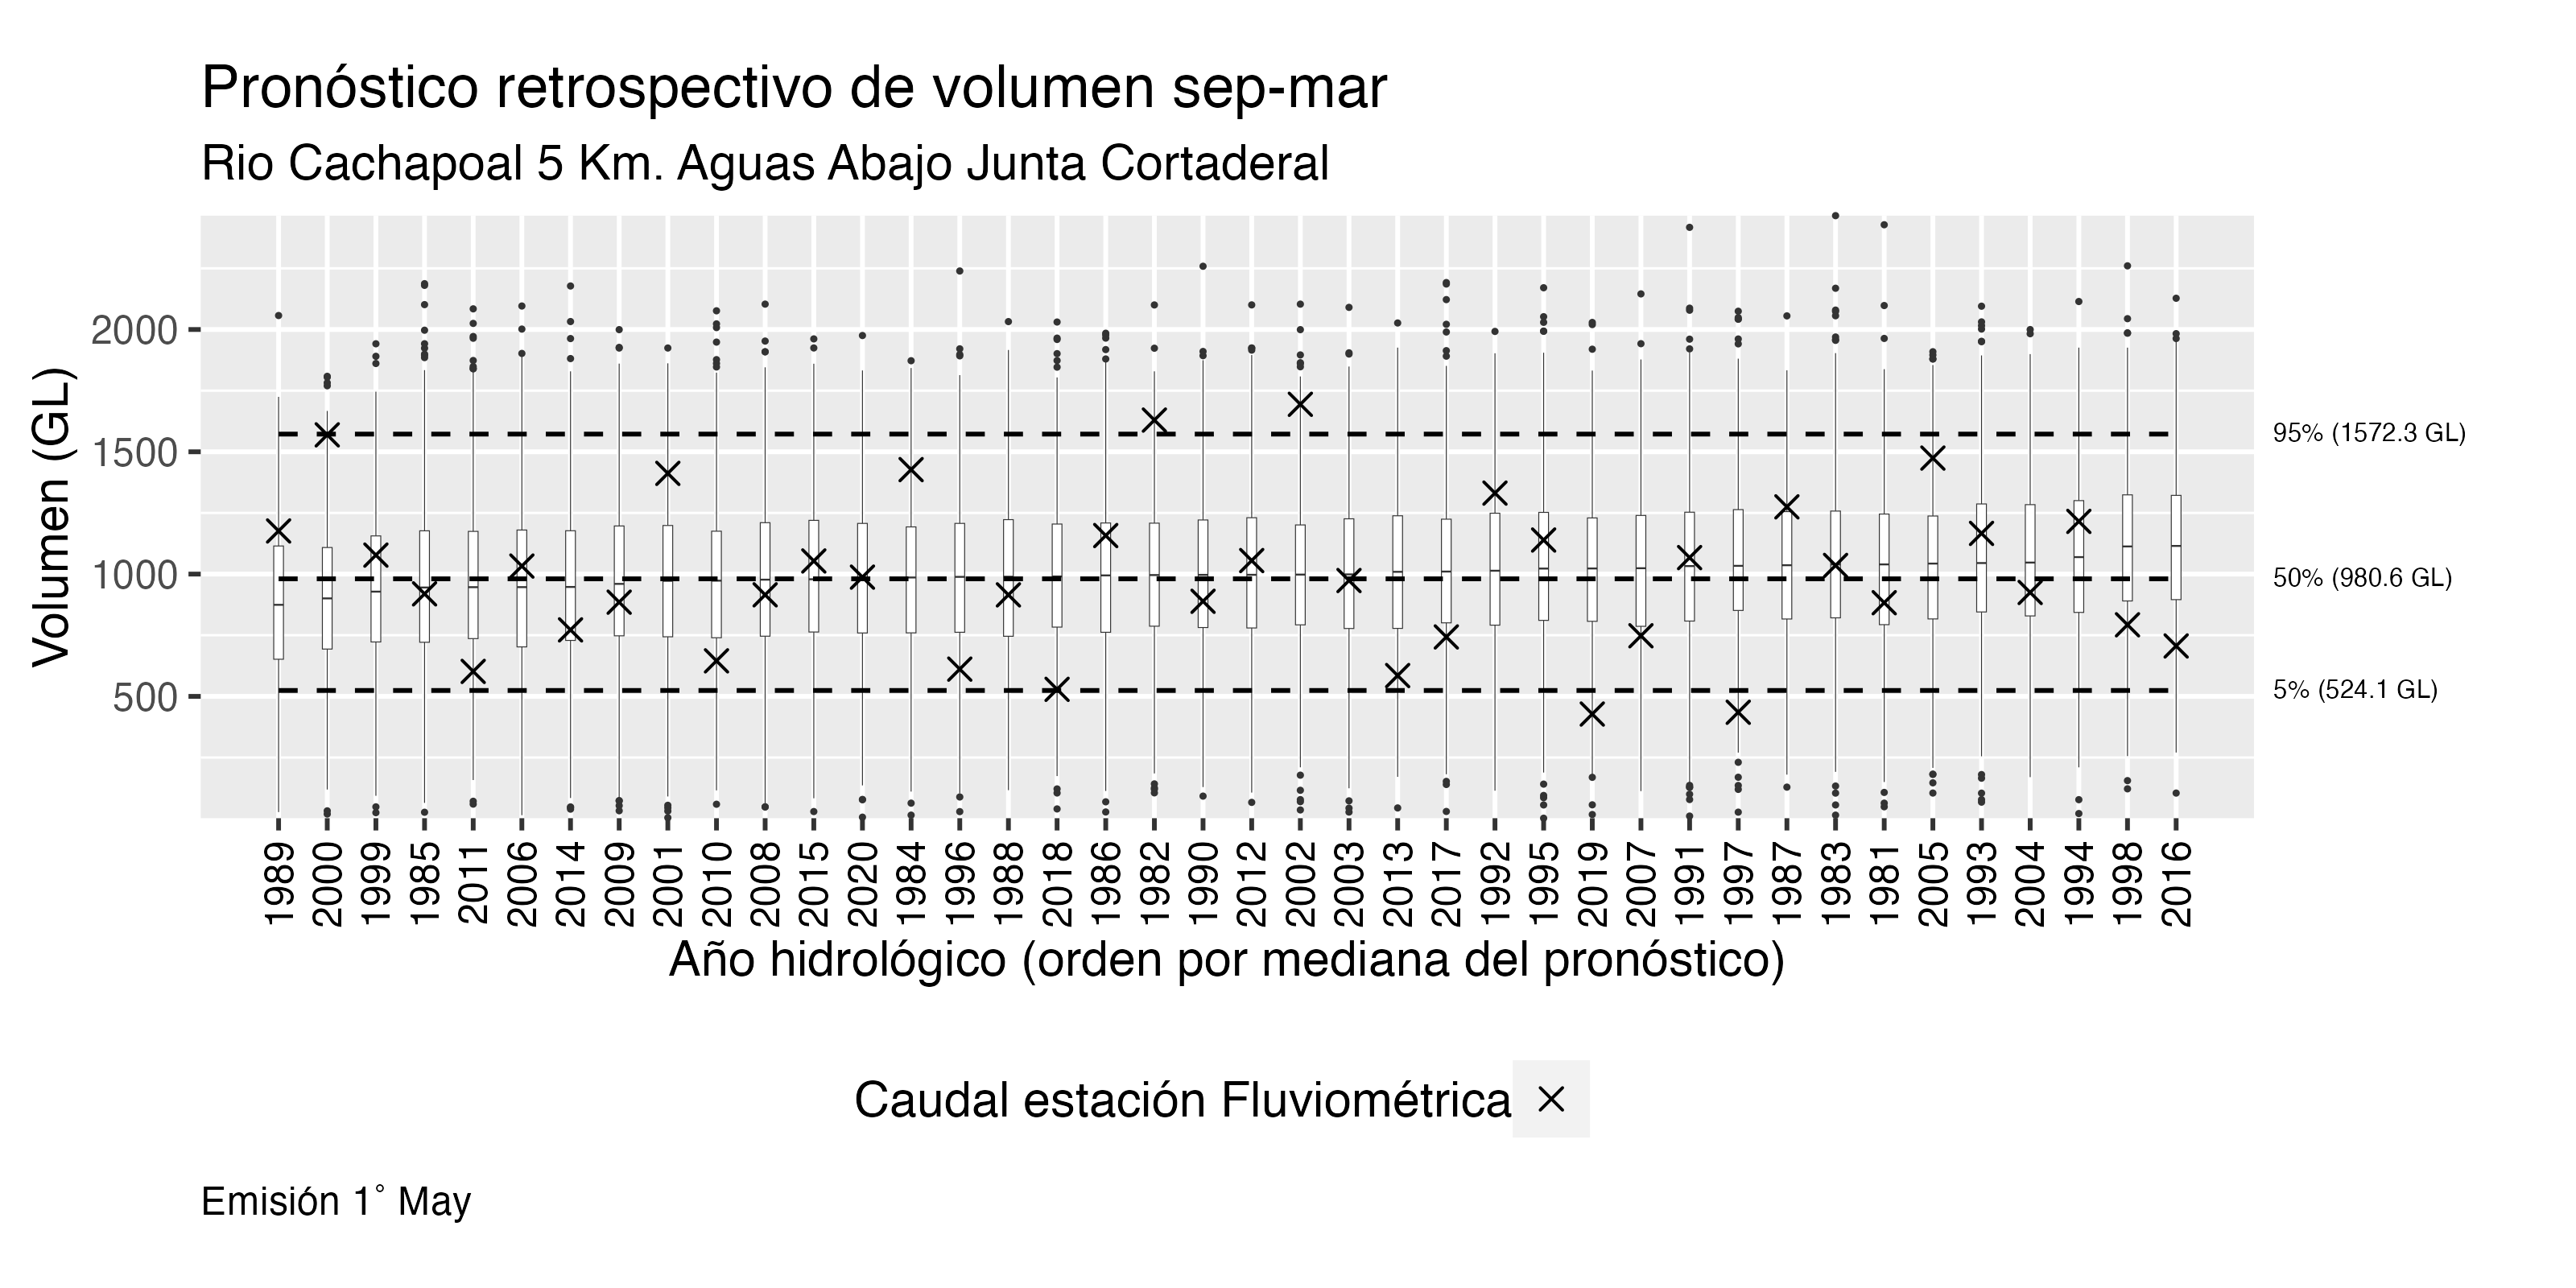 Pronóstico retrospectivo de volumen sep-mar
Rio Cachapoal 5 Km. Aguas Abajo Junta Cortaderal
Volumen (GL)
2000
1500
1000
500
95% (1572.3 GL)
50% (980.6 GL)
5% (524.1 GL)
1989 2000 1999 1985 2011 2006 2014 2009 2001 2010 2008 2015 2020 1984 1996 1988 2018 1986 1982 1990 2012 2002 2003 2013 2017 1992 1995 2019 2007 1991 1997 1987 1983 1981 2005 1993 2004 1994 1998 2016
Año hidrológico (orden por mediana del pronóstico)
Caudal estación Fluviométrica
Emisión 1° May